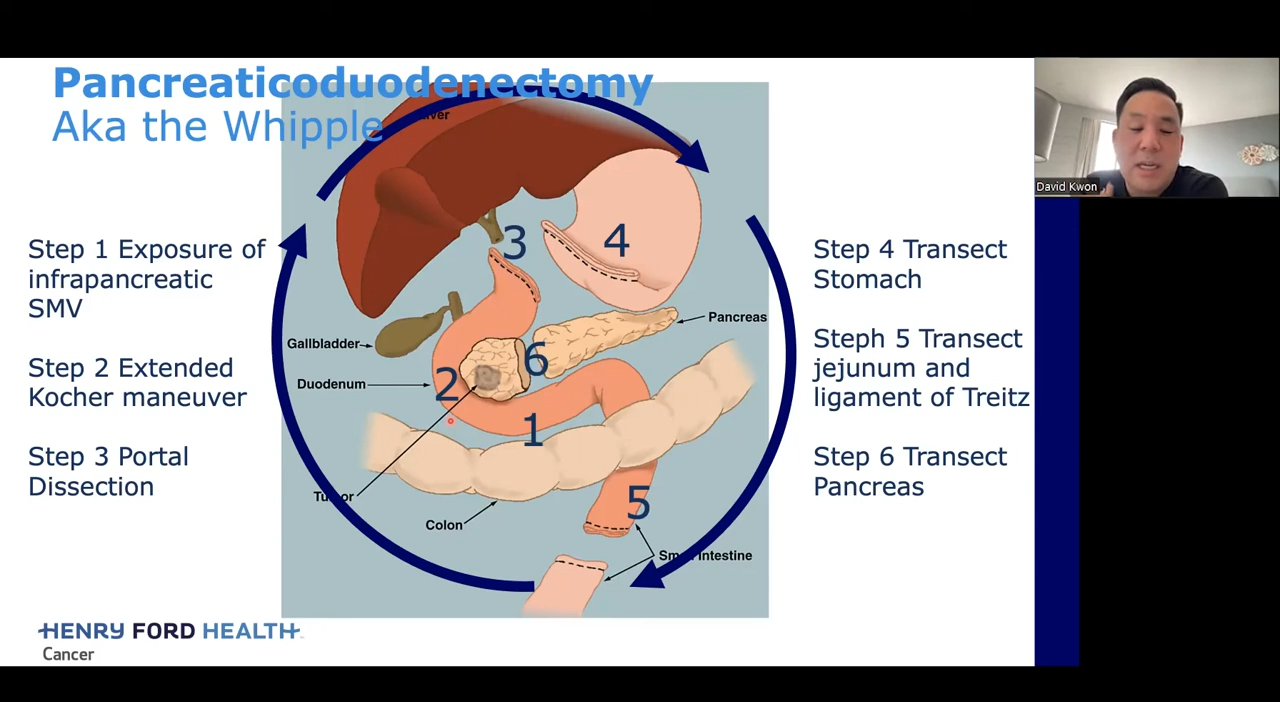 Pancreaticoduodenectomy
Aka the Whipple
David Kwon
Step 1 Exposure of
infrapancreatic
SMV
Step 2 Extended
Kocher maneuver
Step 3 Portal
Dissection
3
4
Pancreas
Gallbladder
Duodenum
2
6
1
5
Colon
Step 4 Transect
Stomach
Steph 5 Transect
jejunum and
ligament of Treitz
Step 6 Transect
Pancreas
Intestine
HENRY FORD HEALTH
Cancer